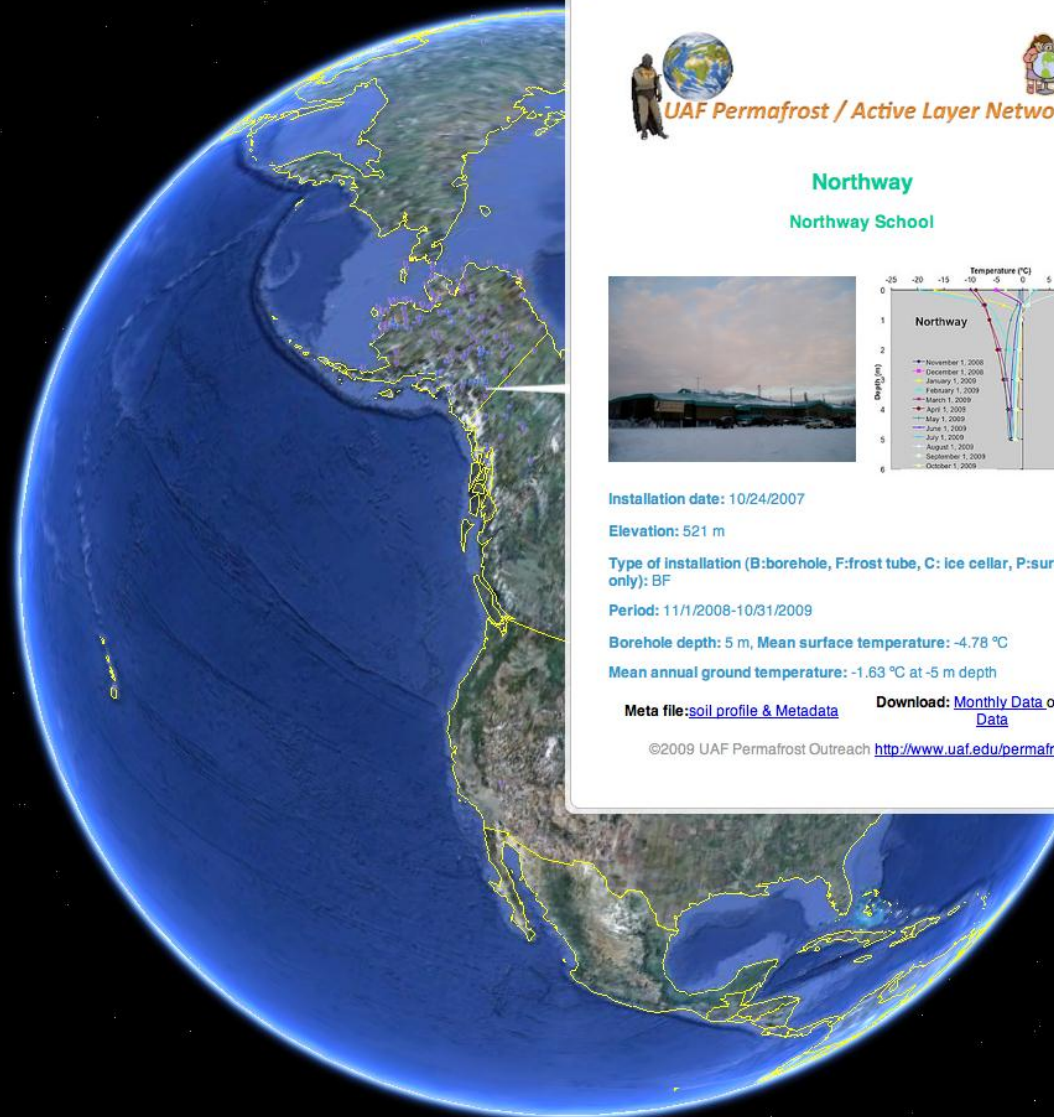 UAF Permafrost / Active Layer Netwo
Northway
Northway School
Temperature (°C)
-25 -20 -15 -10 -5 0 5
0
1
2
3
4
5
6
Depth (m)
Northway
November 1, 2008
December 1, 2008
January 1, 2009
February 1, 2009
March 1, 2009
April 1, 2009
May 1, 2009
June 1, 2009
July 1, 2009
August 1, 2009
September 1, 2009
October 1, 2009
Installation date: 10/24/2007
Elevation: 521 m
Type of installation (B:borehole, F:frost tube, C: ice cellar, P:sur
only): BF
Period: 11/1/2008-10/31/2009
Borehole depth: 5 m, Mean surface temperature: -4.78 ºC
Mean annual ground temperature: -1.63 ºC at -5 m depth
Meta file:soil profile & Metadata
Download: Monthly Data o
Data
©2009 UAF Permafrost Outreach http://www.uaf.edu/permafr